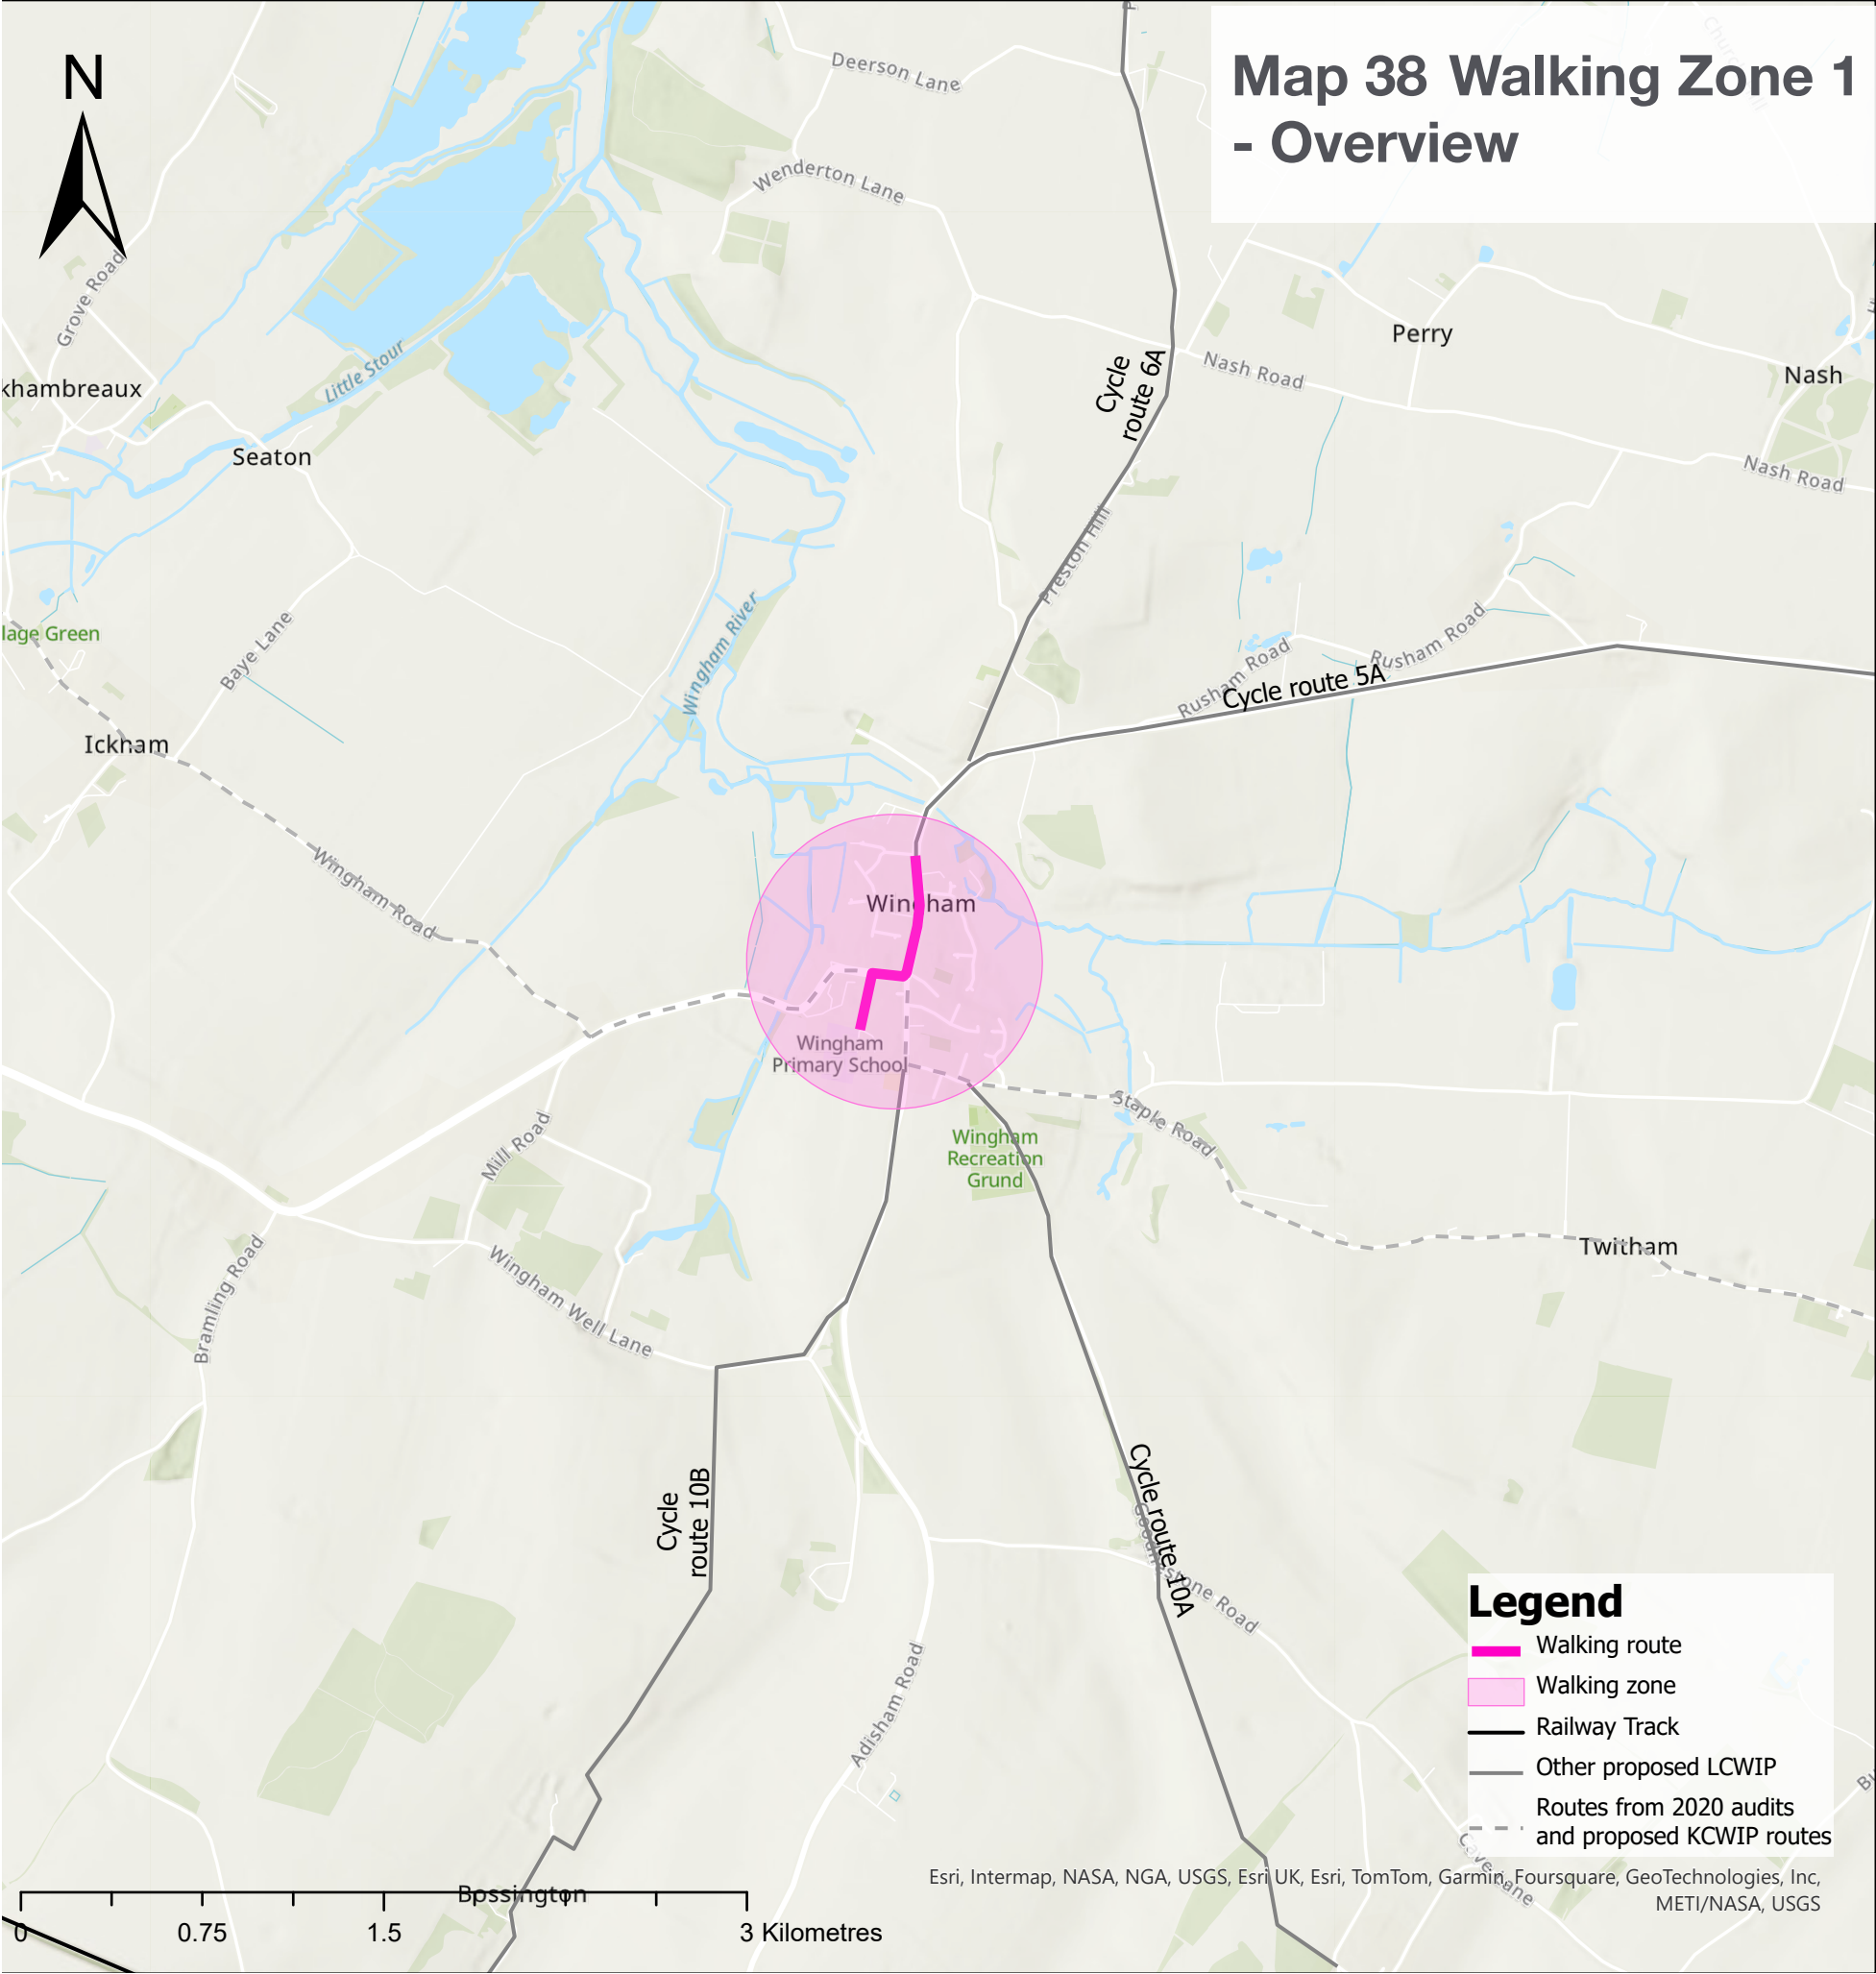 Map 38 Walking Zone 1
- Overview
N
Deerson Lane
Wenderton Lane
Grove Road
Little Stour
khambreaux
Seaton
Perry
Nash
Nash Road
Nash Road
Cycle
route 6A
Preston Hill
Wingham River
lage Green
Baye Lane
Rusham Road
Rusham Road
Cycle route 5A
Ickham
Wingham Road
Wingham
Wingham
Primary School
Staple Road
Wingham
Recreation
Grund
Mill Road
Twitham
Bramling Road
Wingham Well Lane
Cycle
route 10B
Cycle route 10A
Goodnestone Road
Adisham Road
Cave Lane
Bossington
Legend
Walking route
Walking zone
Railway Track
Other proposed LCWIP
Routes from 2020 audits
and proposed KCWIP routes
Esri, Intermap, NASA, NGA, USGS, Esri UK, Esri, TomTom, Garmin, Foursquare, GeoTechnologies, Inc,
METI/NASA, USGS
0 0.75 1.5 3 Kilometres